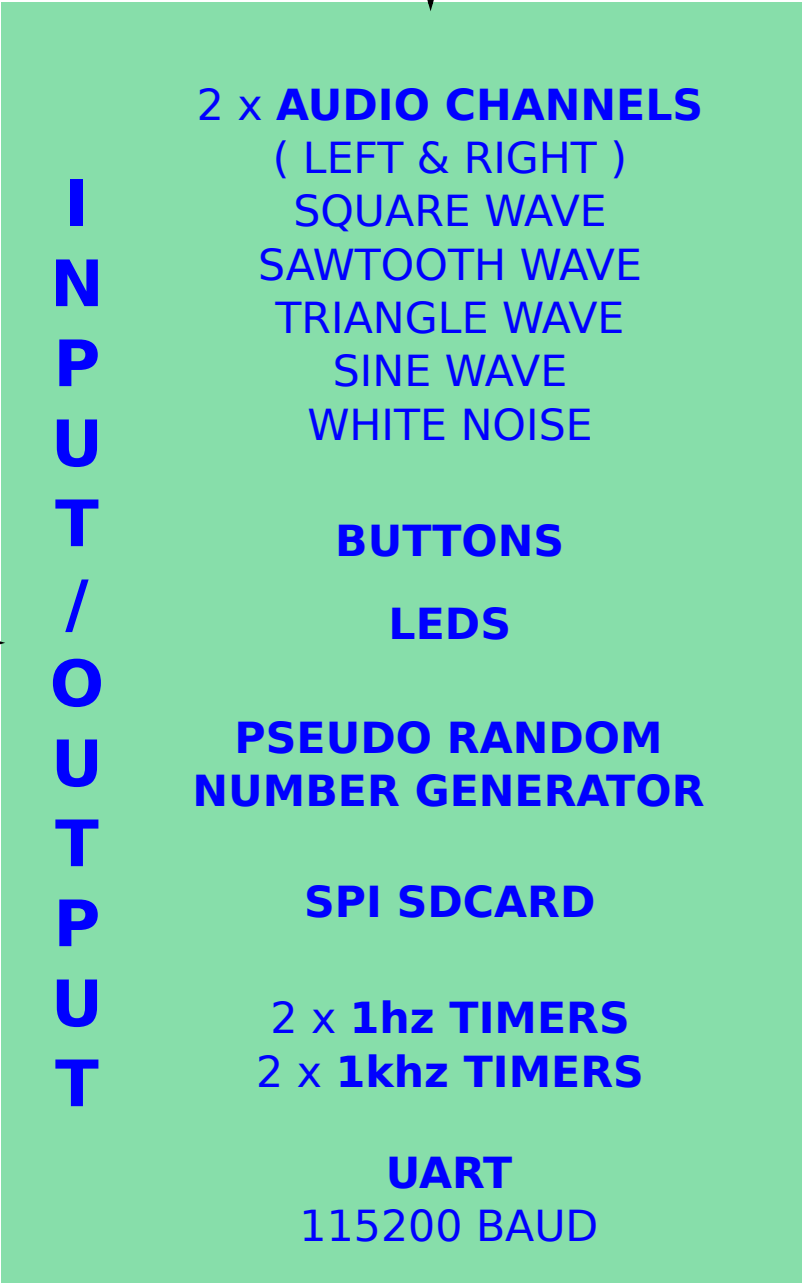 INPUT/OUTPUT
2 x AUDIO CHANNELS
( LEFT & RIGHT )
SQUARE WAVE
SAWTOOTH WAVE
TRIANGLE WAVE
SINE WAVE
WHITE NOISE
BUTTONS
LEDS
PSEUDO RANDOM
NUMBER GENERATOR
SPI SDCARD
2 x 1hz TIMERS
2 x 1khz TIMERS
UART
115200 BAUD